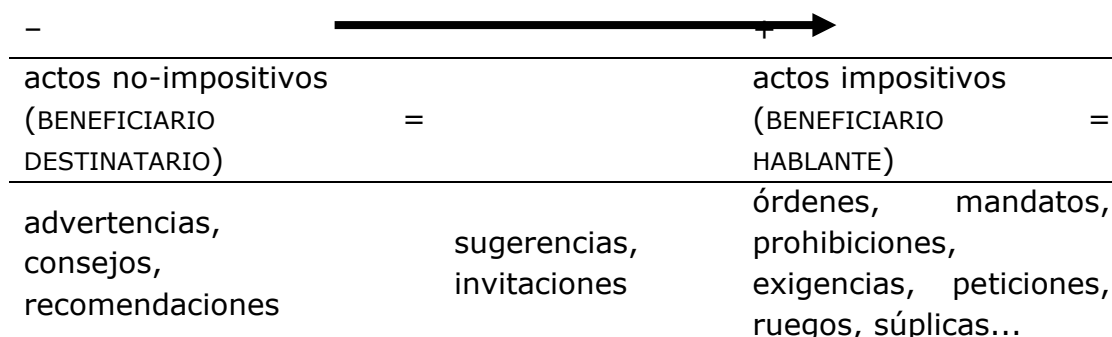 – +
actos no-impositivos
(BENEFICIARIO =
DESTINATARIO)
actos impositivos
(BENEFICIARIO =
HABLANTE)
advertencias,
consejos,
recomendaciones
sugerencias,
invitaciones
órdenes, mandatos,
prohibiciones,
exigencias, peticiones,
ruegos, súplicas...